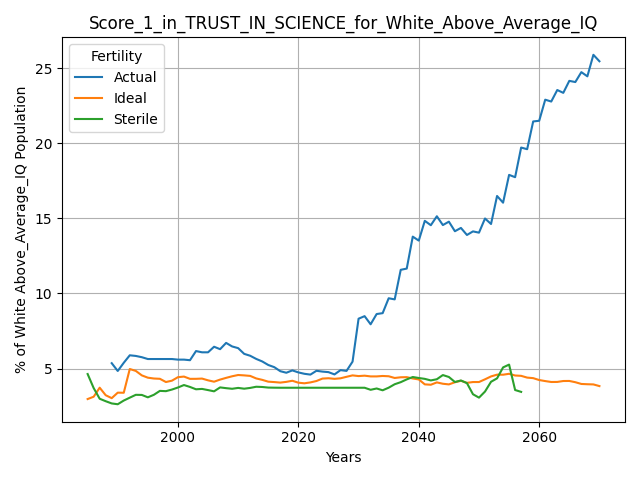 Score_1_in_TRUST_IN_SCIENCE_for_White_Above_Average_IQ
Fertility
Actual
Ideal
Sterile
% of White Above_Average_IQ Population
25
20
15
10
5
2000
2020
2040
2060
Years